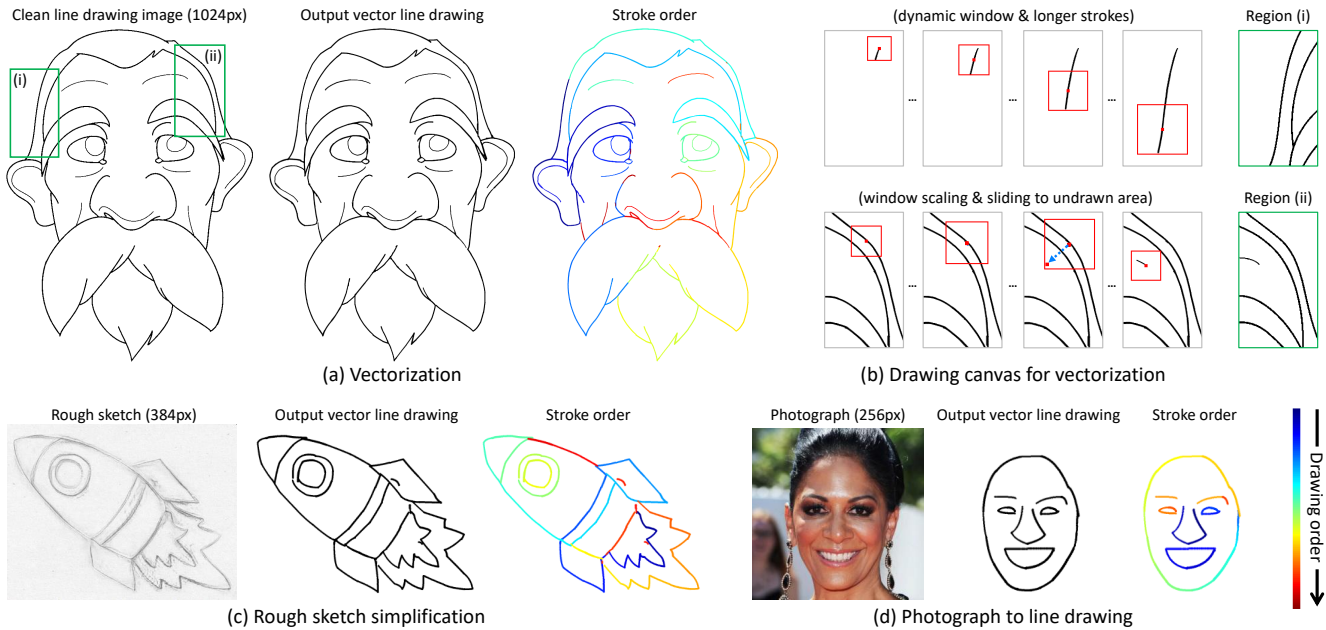 Clean line drawing image (1024px)
Output vector line drawing
Stroke order
(i)
(ii)
(a) Vectorization
(dynamic window & longer strokes)
Region (i)
...
...
...
(window scaling & sliding to undrawn area)
Region (ii)
...
...
...
(b) Drawing canvas for vectorization
Rough sketch (384px)
Output vector line drawing
Stroke order
(c) Rough sketch simplification
Photograph (256px)
Output vector line drawing
Stroke order
Drawing order
(d) Photograph to line drawing